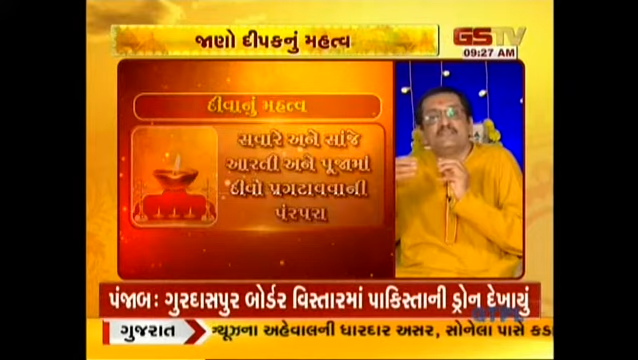 જાણો દીપકનું મહત્વ
GSTV
09:27 AM
દીવાનું મહત્વ
સવારે અને સાંજે
આરતી અને પૂજામાં
દીવો પ્રગટાવવાની
પરંપરા
પંજાબ: ગુરદાસપુર બોર્ડર વિસ્તારમાં પાકિસ્તાની ડ્રોન દેખાયું
ગુજરાત
ન્યૂઝના અહેવાલની ધારદાર અસર, સોનેલા પાસે કડા